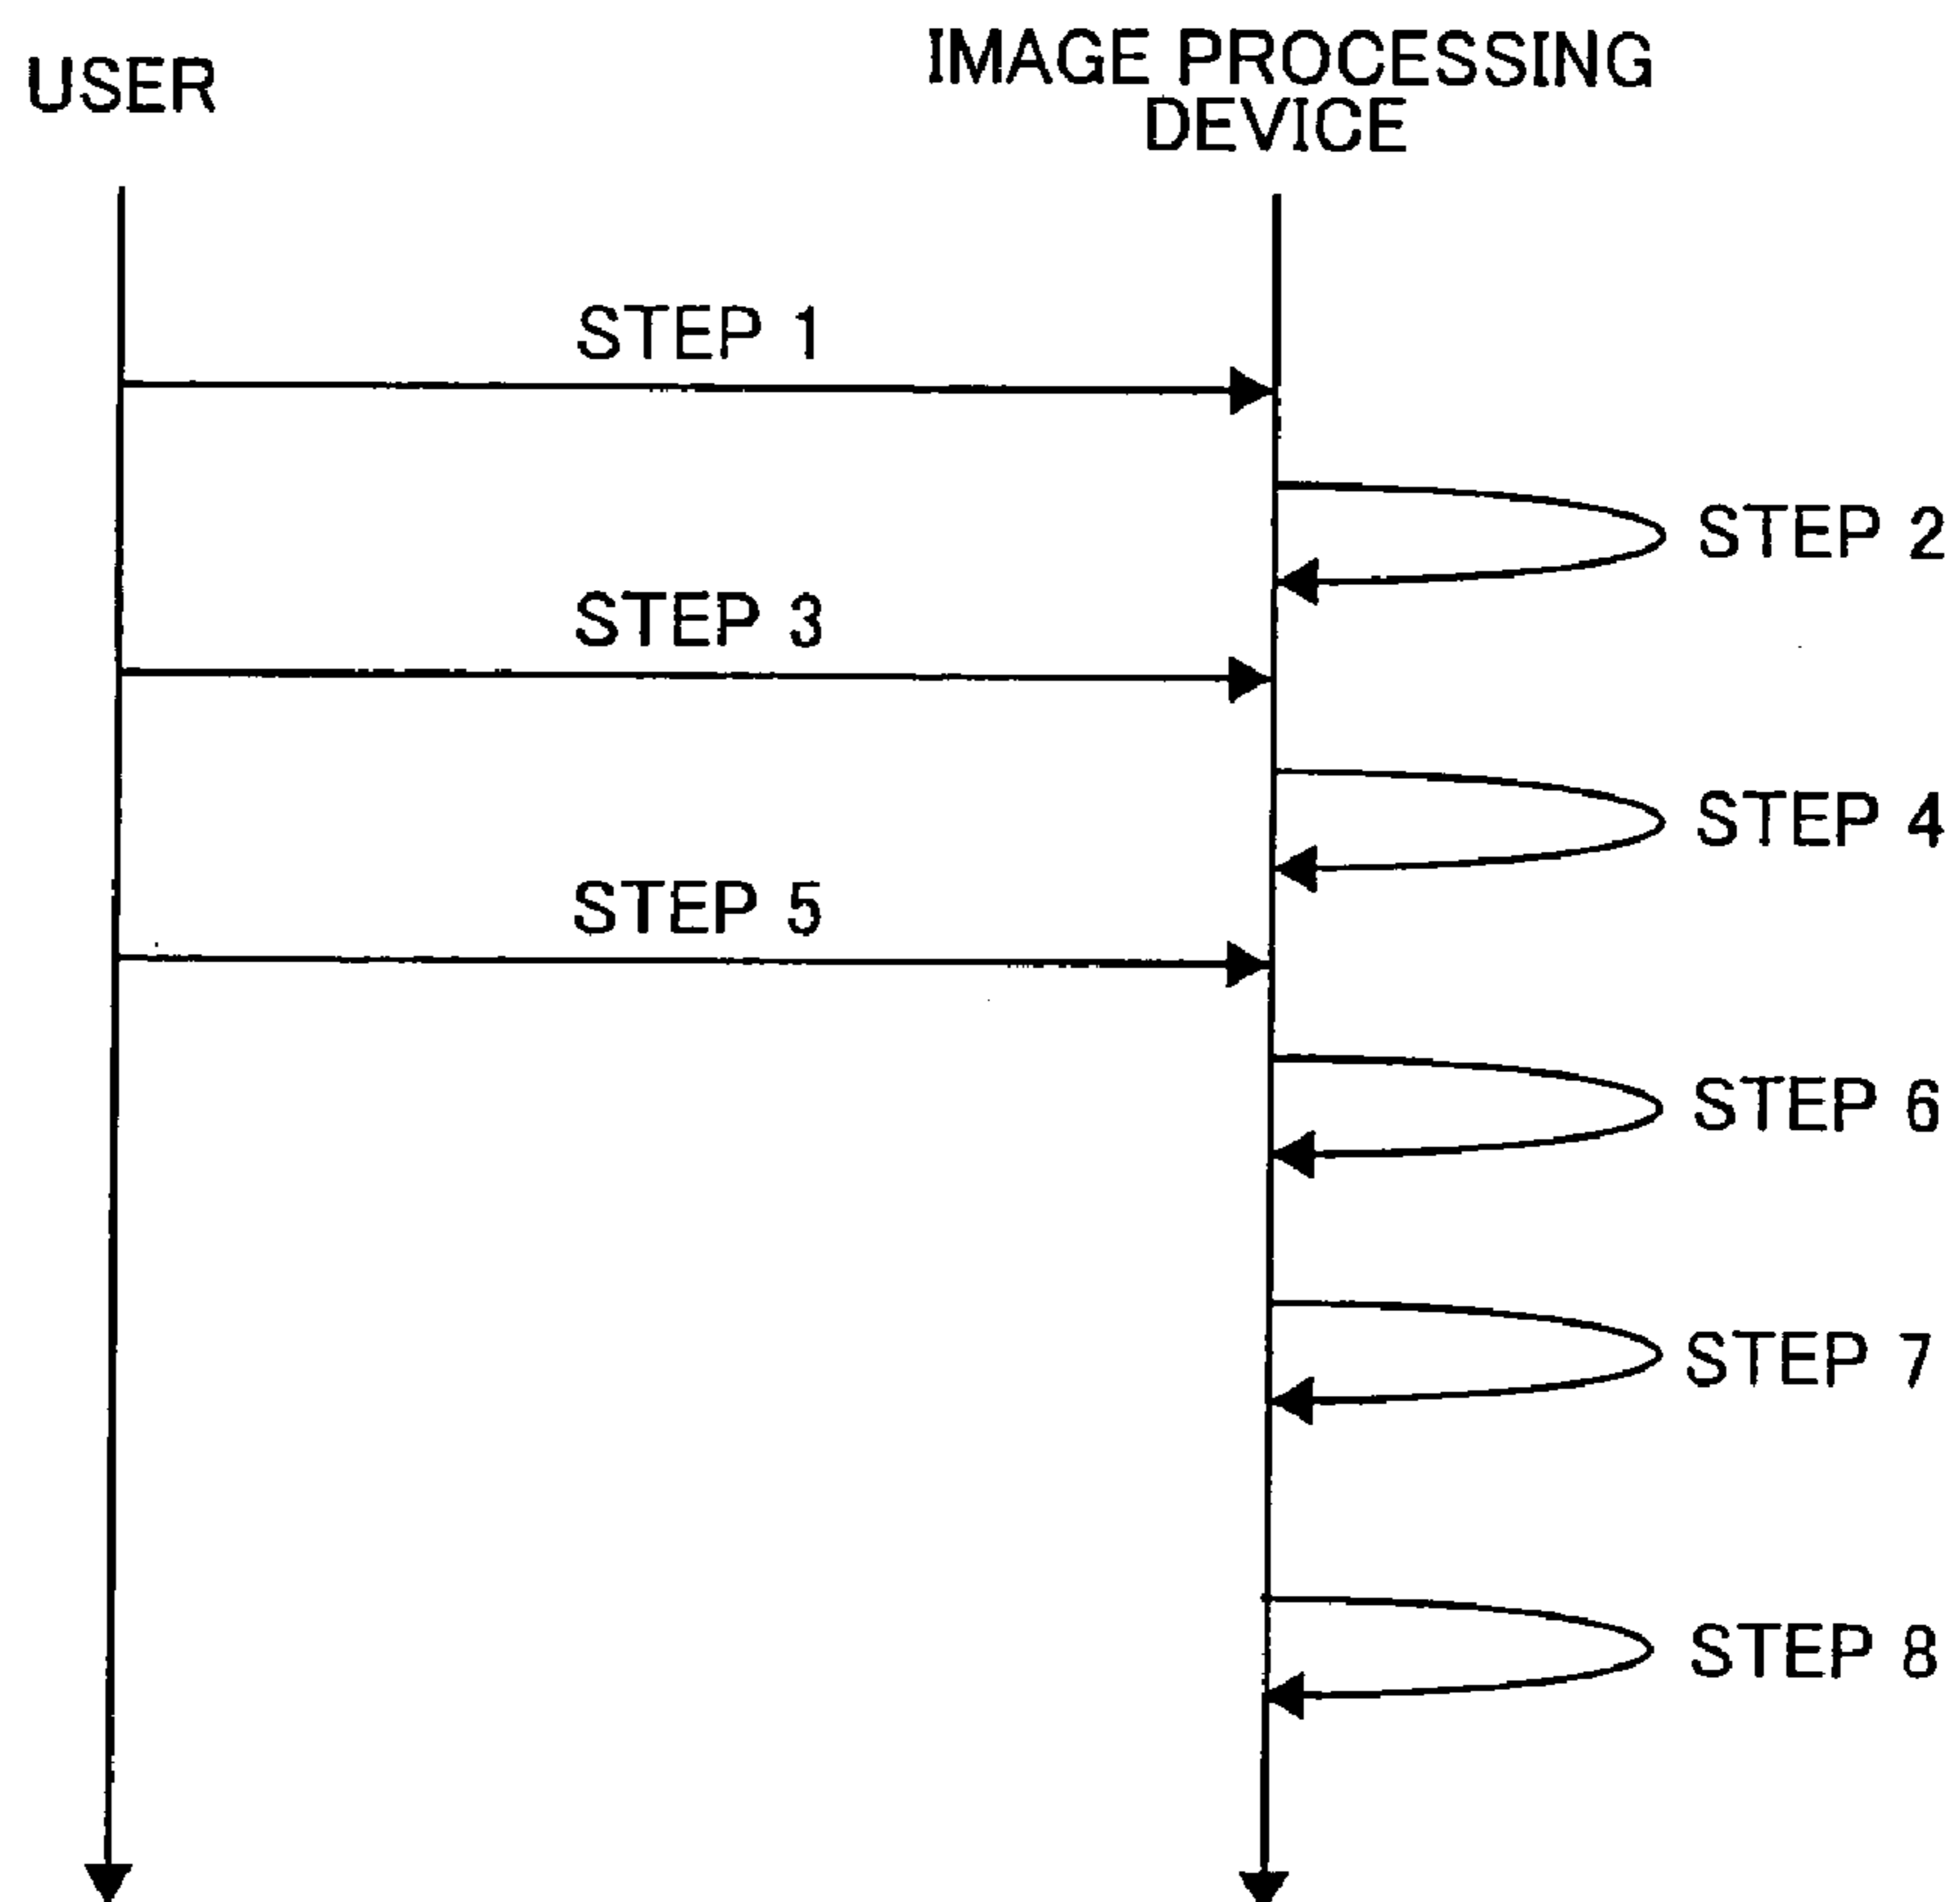 USER
IMAGE PROCESSING
DEVICE
STEP 1
STEP 2
STEP 3
STEP 4
STEP 5
STEP 6
STEP 7
STEP 8